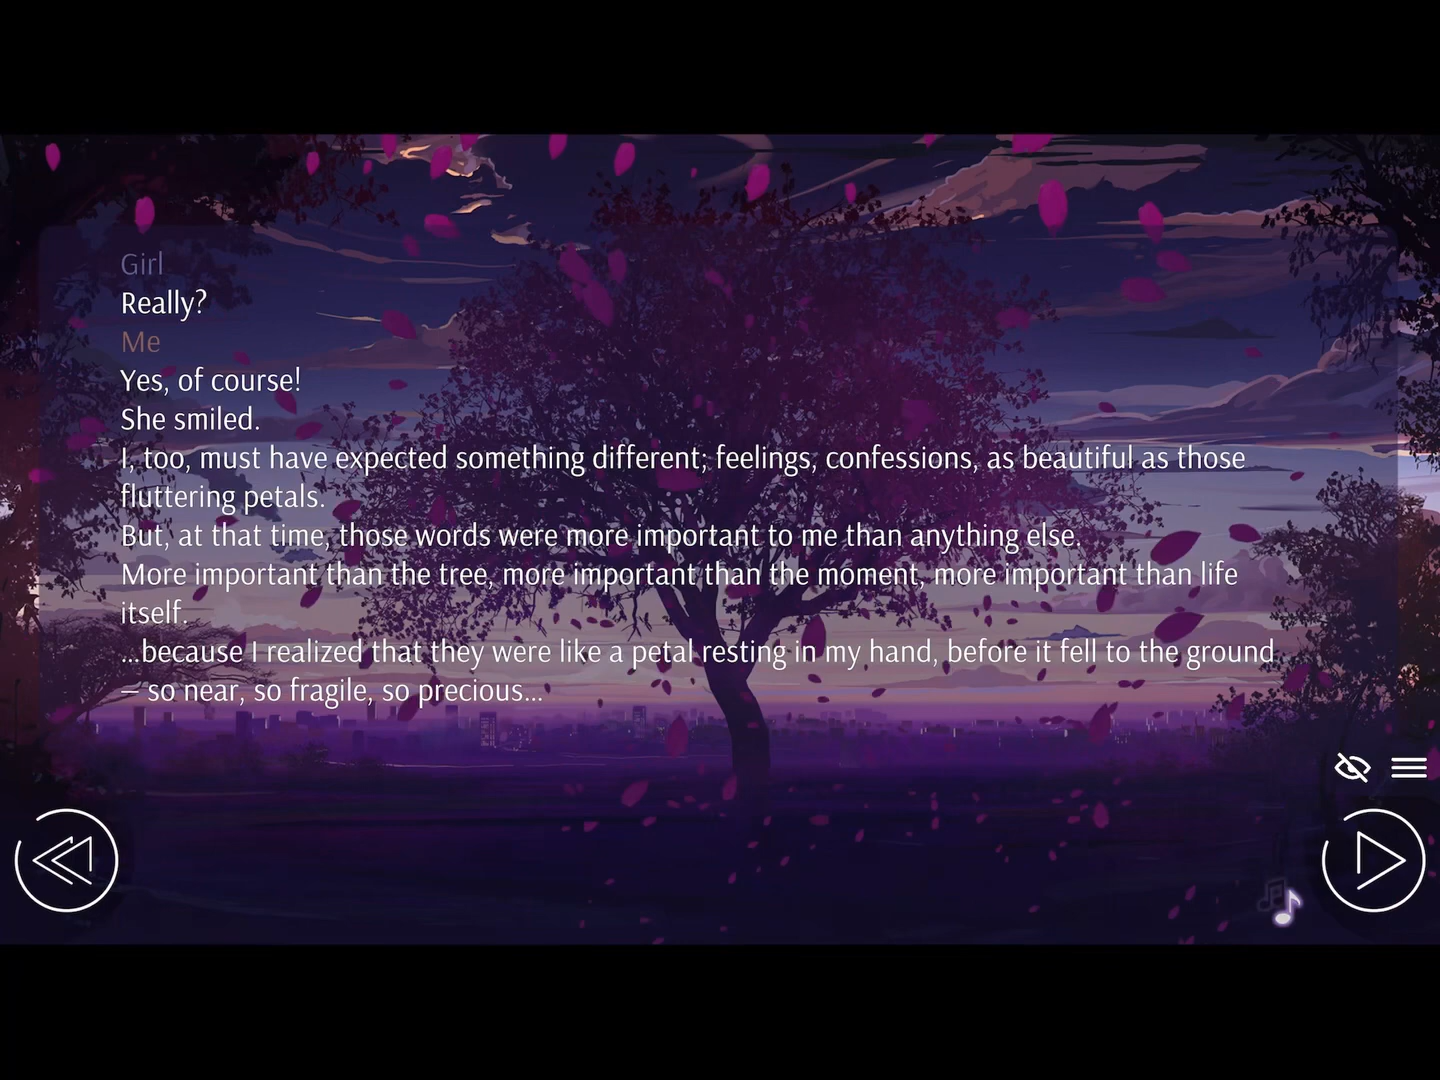 Girl
Really?
Me
Yes, of course!
She smiled.
I, too, must have expected something different; feelings, confessions, as beautiful as those
fluttering petals.
But, at that time, those words were more important to me than anything else.
More important than the tree, more important than the moment, more important than life
itself.
...because I realized that they were like a petal resting in my hand, before it fell to the ground
— so near, so fragile, so precious...